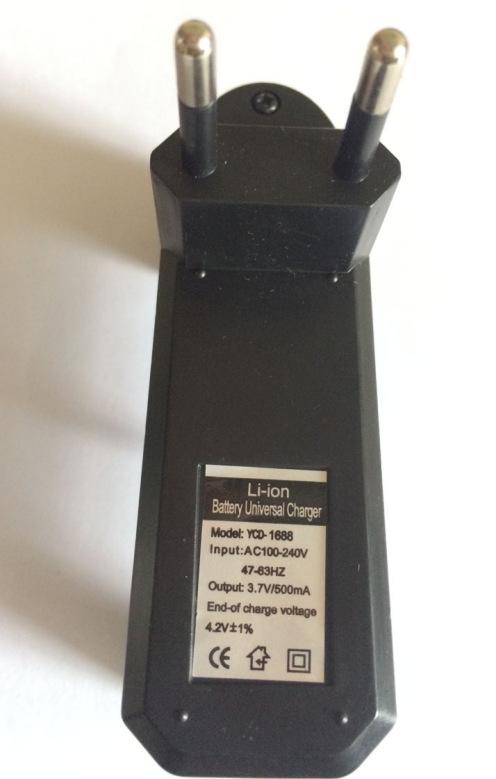 Li-ion
Battery Universal Charger
Model: YCD-1688
Input:AC100-240V
47-63HZ
Output: 3.7V/500mA
End-of charge voltage
4.2V±1%
CE